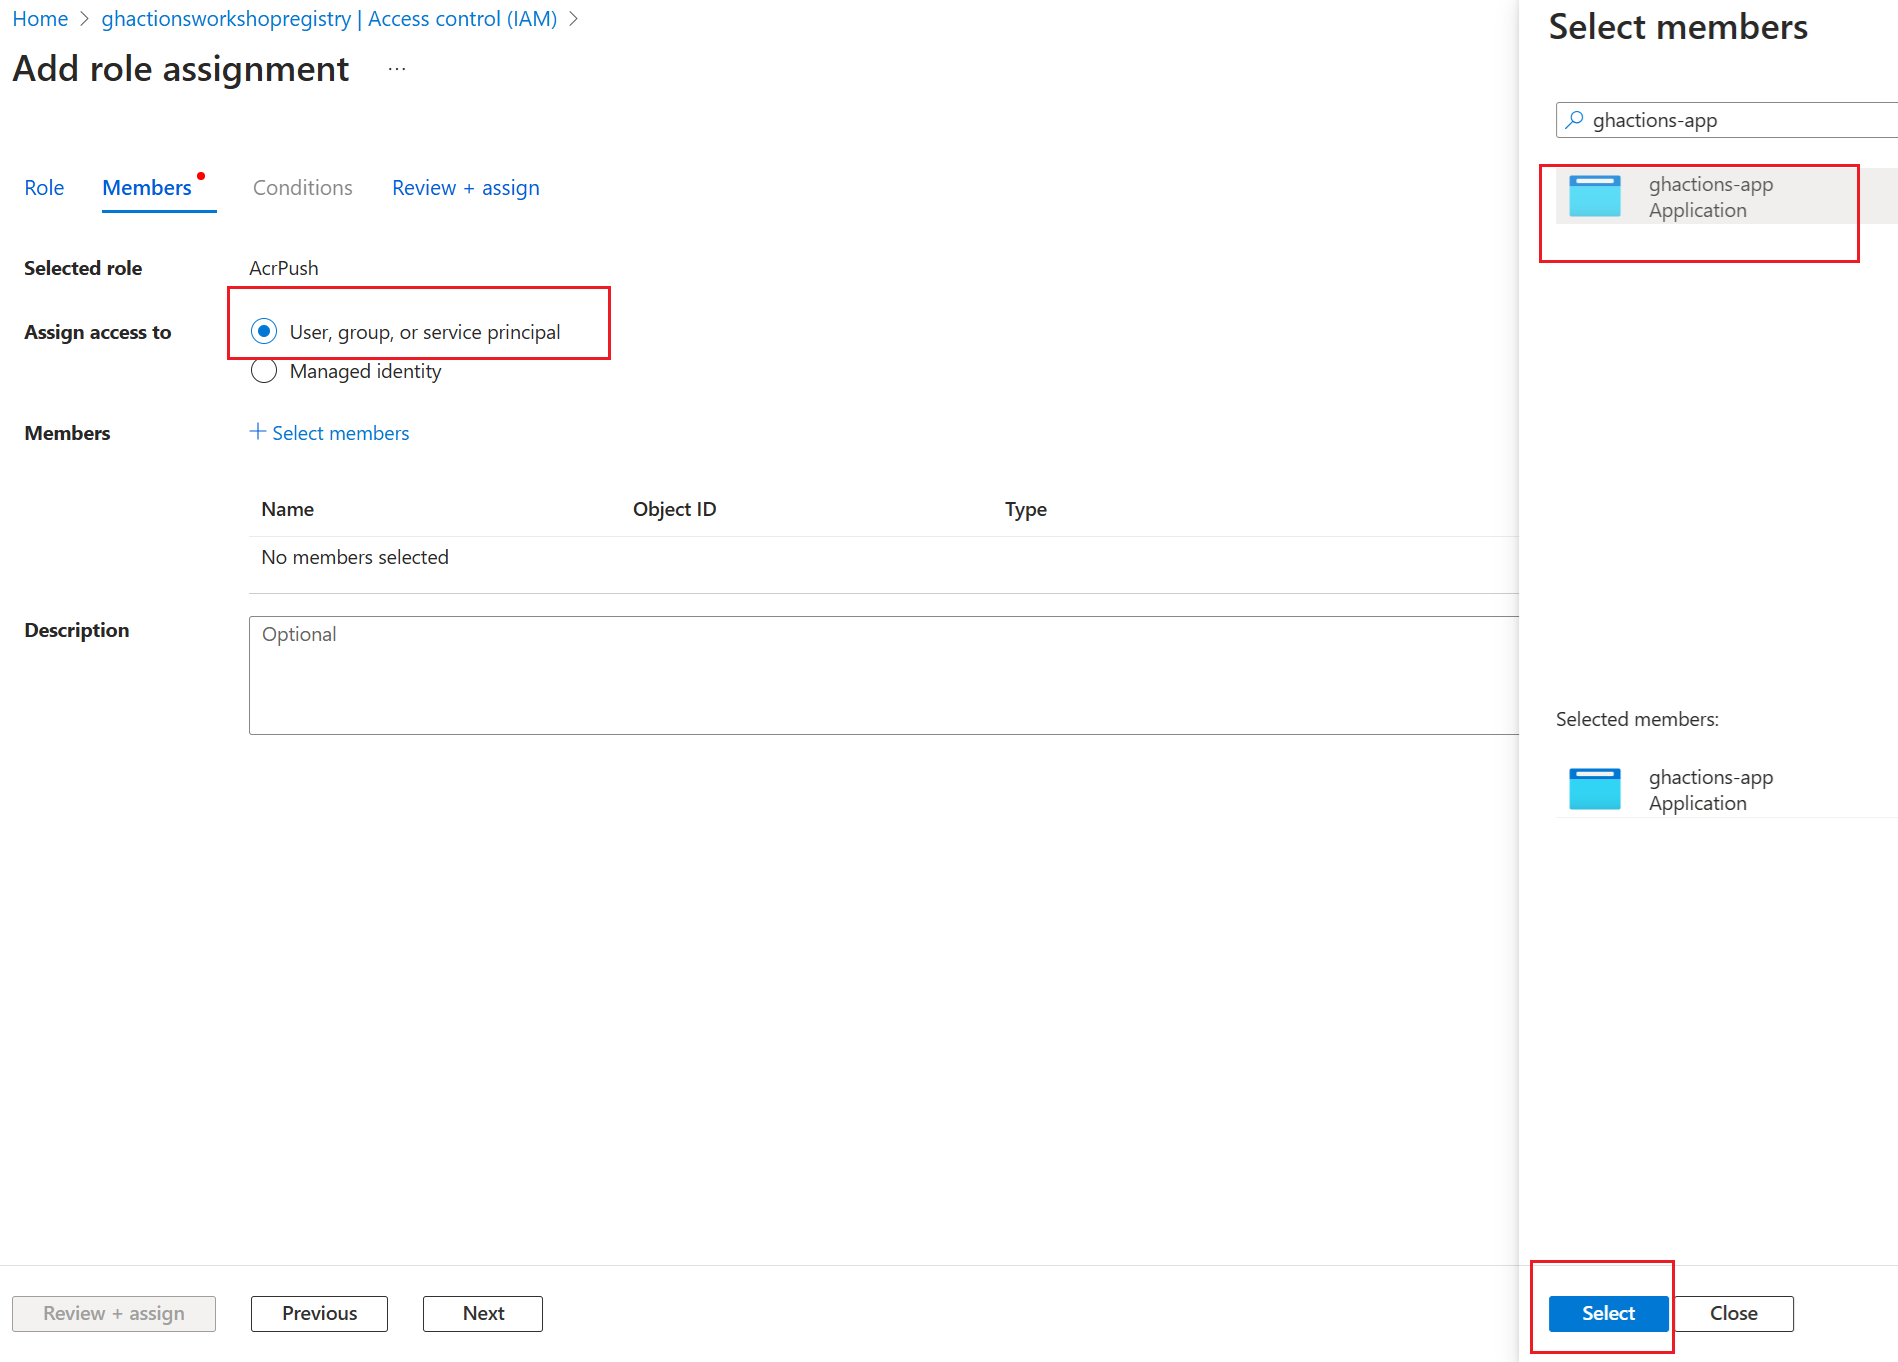 Home > ghactionsworkshopregistry | Access control (IAM) >
Add role assignment ...
Role Members Conditions Review + assign
Selected role AcrPush
Assign access to User, group, or service principal
Managed identity
Members + Select members
Name Object ID Type
No members selected
Description Optional
Review + assign Previous Next
Select members
ghactions-app
ghactions-app
Application
Selected members:
ghactions-app
Application
Select Close